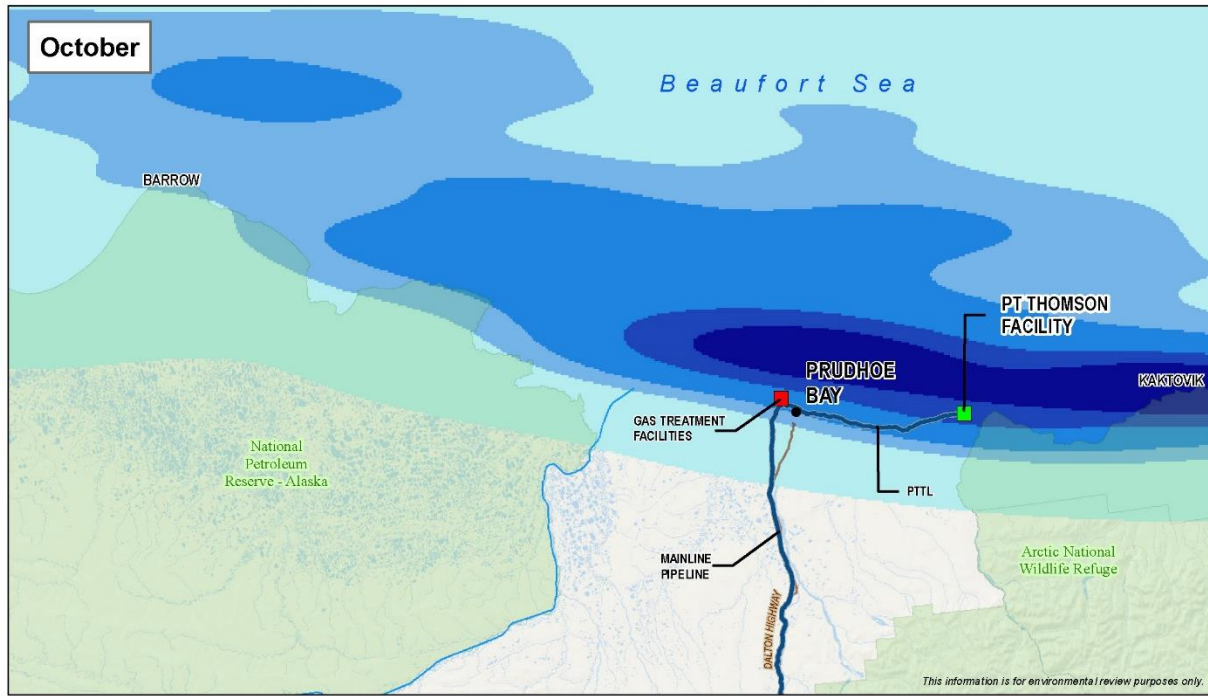 October
Beaufort Sea
BARROW
PT THOMSON
FACILITY
PRUDHOE
BAY
KAKTOVIK
GAS TREATMENT
FACILITIES
National
Petroleum
Reserve - Alaska
PTTL
MAINLINE
PIPELINE
Arctic National
Wildlife Refuge
DALTON HIGHWAY
This information is for environmental review purposes only.